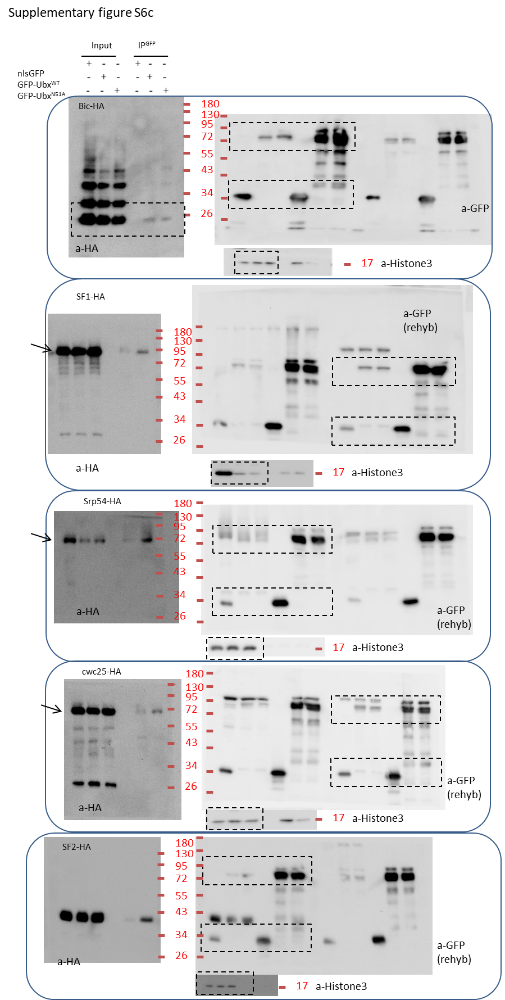 Supplementary figure S6c
Input IPGFP
+ - - + - -
nlsGFP - + - - + -
GFP-UbxWT - - + - - +
GFP-UbxN51A
Bic-HA
180
130
95
72
55
43
34
26
a-HA
a-GFP
17 a-Histone3
SF1-HA
a-GFP
(rehyb)
180
130
95
72
55
43
34
26
a-HA
17 a-Histone3
Srp54-HA
180
130
95
72
55
43
34
26
a-HA
a-GFP
(rehyb)
17 a-Histone3
cwc25-HA
180
130
95
72
55
43
34
26
a-HA
a-GFP
(rehyb)
17 a-Histone3
SF2-HA
180
130
95
72
55
43
34
26
a-HA
a-GFP
(rehyb)
17 a-Histone3